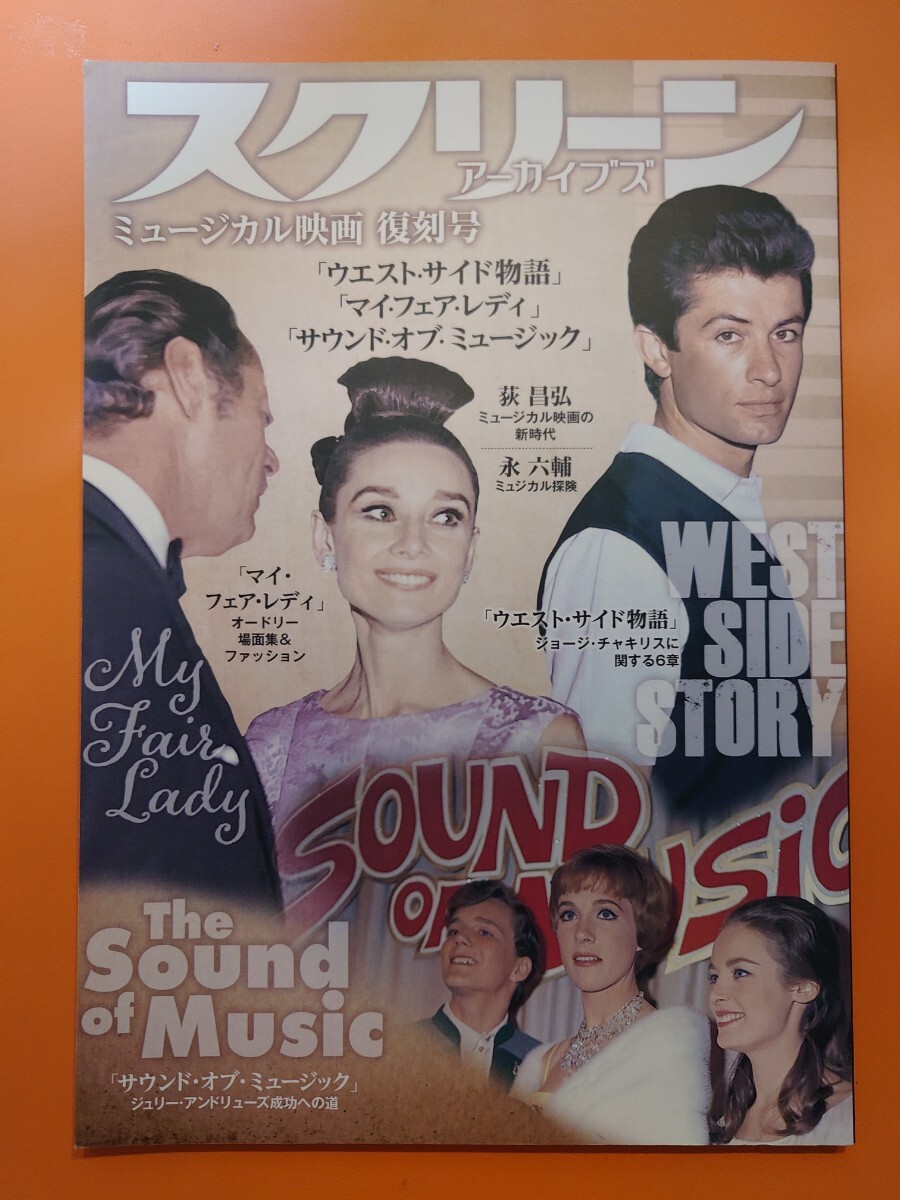 スクリーン
アーカイブズ
ミュージカル映画 復刻号
「ウエスト・サイド物語」
「マイ・フェア・レディ」
「サウンド・オブ・ミュージック」
荻 昌弘
ミュージカル映画の
新時代
永 六輔
ミュジカル探険
「マイ・
フェア・レディ」
オードリー
場面集&
ファッション
「ウエスト・サイド物語」
ジョージ・チャキリスに
関する6章
WEST
SIDE
STORY
My
Fair
Lady
SOUND
OF MUSIC
The
Sound
of Music
「サウンド・オブ・ミュージック」
ジュリー・アンドリューズ成功への道